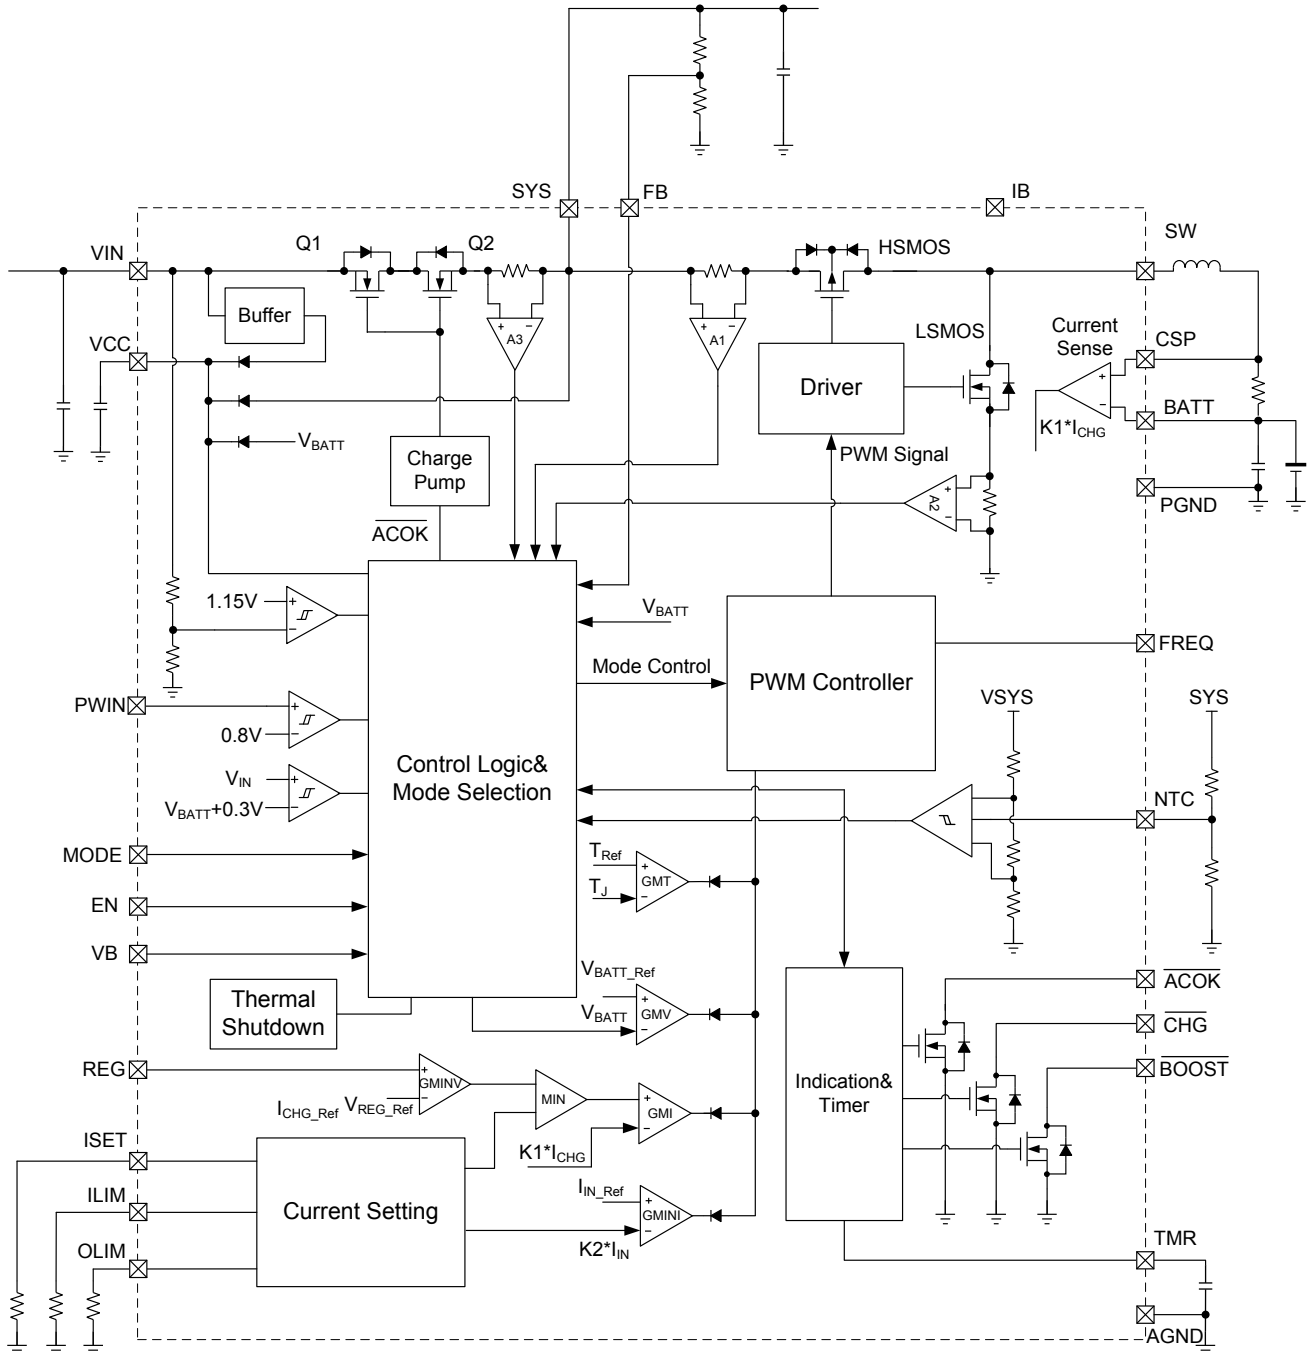 SYS
FB
IB
SW
VIN
Q1
Q2
HSMOS
Buffer
+
−
A3
+
−
A1
LSMOS
Current
Sense
CSP
VCC
Driver
+
−
BATT
K1*I_CHG
V_BATT
Charge
Pump
PWM Signal
+
A2
−
PGND
ACOK
1.15V
+
−
V_BATT
FREQ
Mode Control
PWM Controller
PWIN
+
−
0.8V
VSYS
SYS
V_IN
V_BATT+0.3V
+
−
Control Logic&
Mode Selection
NTC
MODE
T_Ref
T_J
+
GMT
−
EN
VB
V_BATT_Ref
V_BATT
+
GMV
−
ACOK
Thermal
Shutdown
CHG
REG
+
GMINV
−
V_REG_Ref
I_CHG_Ref
MIN
+
GMI
−
K1*I_CHG
Indication&
Timer
BOOST
ISET
ILIM
OLIM
Current Setting
I_IN_Ref
+
GMINI
−
K2*I_IN
TMR
AGND